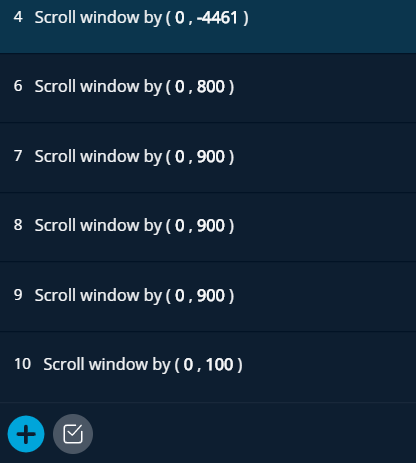 4 Scroll window by ( 0 , -4461 )
6 Scroll window by ( 0 , 800 )
7 Scroll window by ( 0 , 900 )
8 Scroll window by ( 0 , 900 )
9 Scroll window by ( 0 , 900 )
10 Scroll window by ( 0 , 100 )